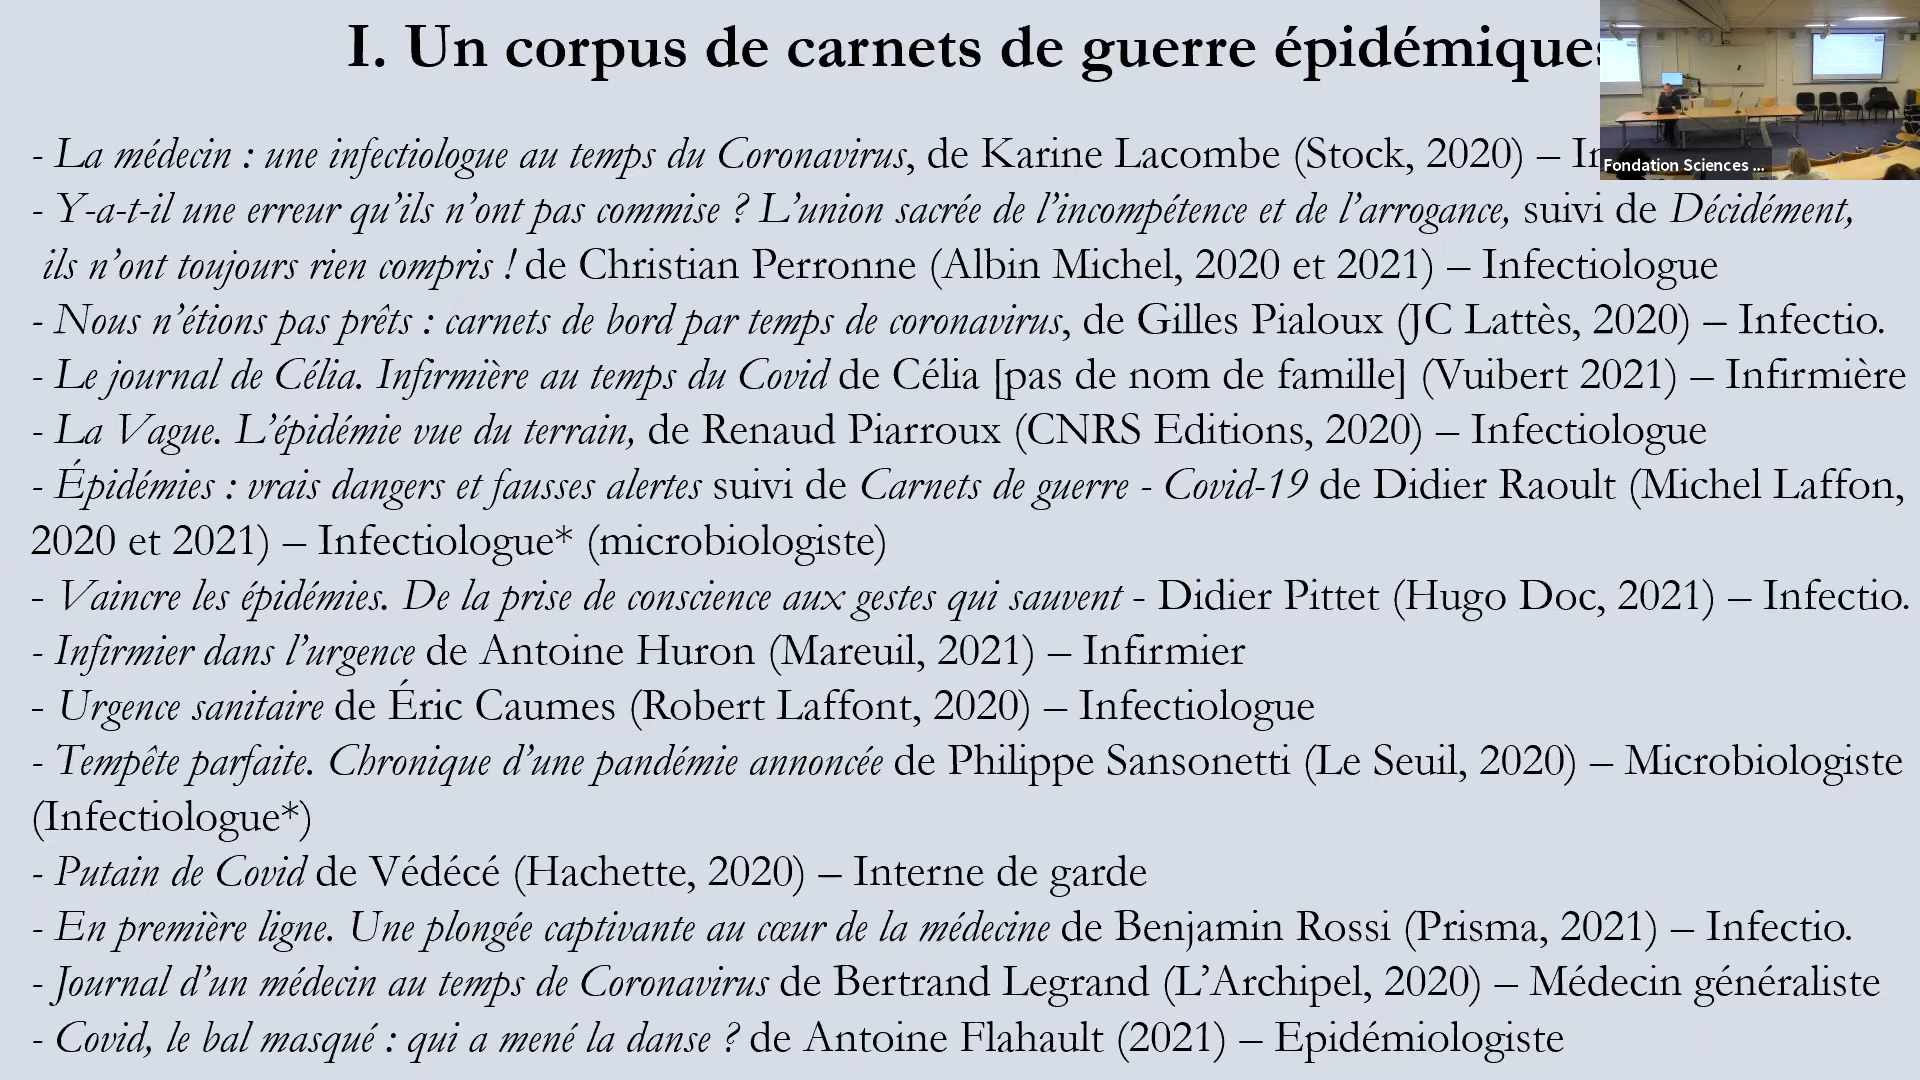 I. Un corpus de carnets de guerre épidémiques
- La médecin : une infectiologue au temps du Coronavirus, de Karine Lacombe (Stock, 2020) –
Fondation Sciences ...
- Y-a-t-il une erreur qu’ils n’ont pas commise ? L’union sacrée de l’incompétence et de l’arrogance, suivi de Décidément,
ils n’ont toujours rien compris ! de Christian Perronne (Albin Michel, 2020 et 2021) – Infectiologue
- Nous n’étions pas prêts : carnets de bord par temps de coronavirus, de Gilles Pialoux (JC Lattès, 2020) – Infectio.
- Le journal de Célia. Infirmière au temps du Covid de Célia [pas de nom de famille] (Vuibert 2021) – Infirmière
- La Vague. L’épidémie vue du terrain, de Renaud Piarroux (CNRS Editions, 2020) – Infectiologue
- Épidémies : vrais dangers et fausses alertes suivi de Carnets de guerre - Covid-19 de Didier Raoult (Michel Laffon,
2020 et 2021) – Infectiologue* (microbiologiste)
- Vaincre les épidémies. De la prise de conscience aux gestes qui sauvent - Didier Pittet (Hugo Doc, 2021) – Infectio.
- Infirmier dans l’urgence de Antoine Huron (Mareuil, 2021) – Infirmier
- Urgence sanitaire de Éric Caumes (Robert Laffont, 2020) – Infectiologue
- Tempête parfaite. Chronique d’une pandémie annoncée de Philippe Sansonetti (Le Seuil, 2020) – Microbiologiste
(Infectiologue*)
- Putain de Covid de Védécé (Hachette, 2020) – Interne de garde
- En première ligne. Une plongée captivante au cœur de la médecine de Benjamin Rossi (Prisma, 2021) – Infectio.
- Journal d’un médecin au temps de Coronavirus de Bertrand Legrand (L’Archipel, 2020) – Médecin généraliste
- Covid, le bal masqué : qui a mené la danse ? de Antoine Flahault (2021) – Epidémiologiste